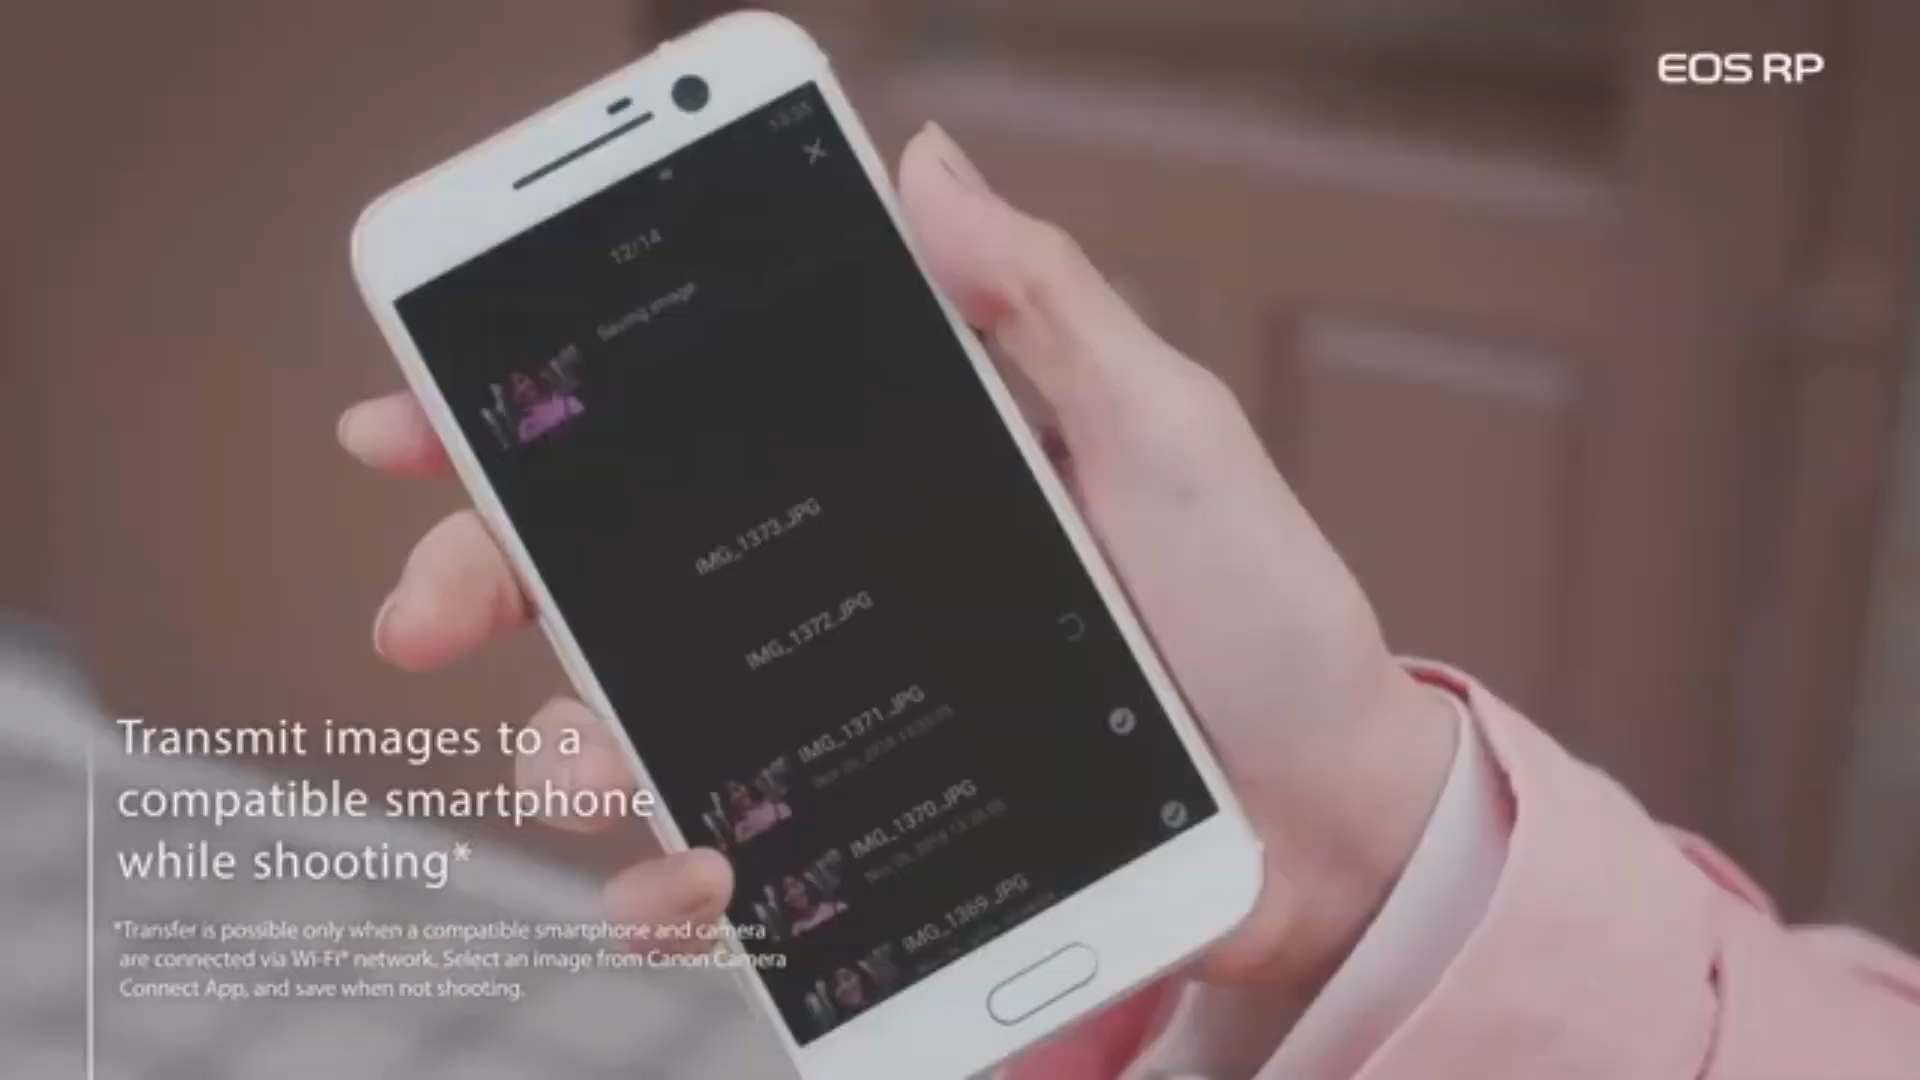 EOS RP
13:35
12/14
Saving image
IMG_1373.JPG
IMG_1372.JPG
IMG_1371.JPG
IMG_1370.JPG
IMG_1369.JPG
Transmit images to a
compatible smartphone
while shooting*
*Transfer is possible only when a compatible smartphone and camera
are connected via Wi-Fi* network. Select an image from Canon Camera
Connect App, and save when not shooting.